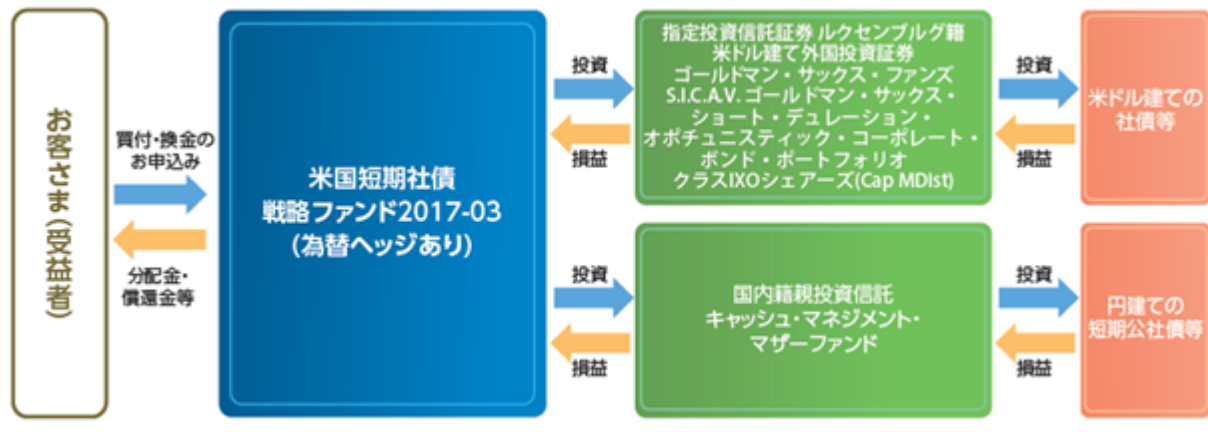 お客さま(受益者)
買付・換金の
お申込み
分配金・
償還金等
米国短期社債
戦略ファンド2017-03
(為替ヘッジあり)
投資
損益
指定投資信託証券 ルクセンブルグ籍
米ドル建て外国投資証券
ゴールドマン・サックス・ファンズ
S.I.C.A.V. ゴールドマン・サックス・
ショート・デュレーション・
オポチュニスティック・コーポレート・
ボンド・ポートフォリオ
クラスIXOシェアーズ(Cap MDIst)
投資
損益
米ドル建ての
社債等
投資
損益
国内籍親投資信託
キャッシュ・マネジメント・
マザーファンド
投資
損益
円建ての
短期公社債等